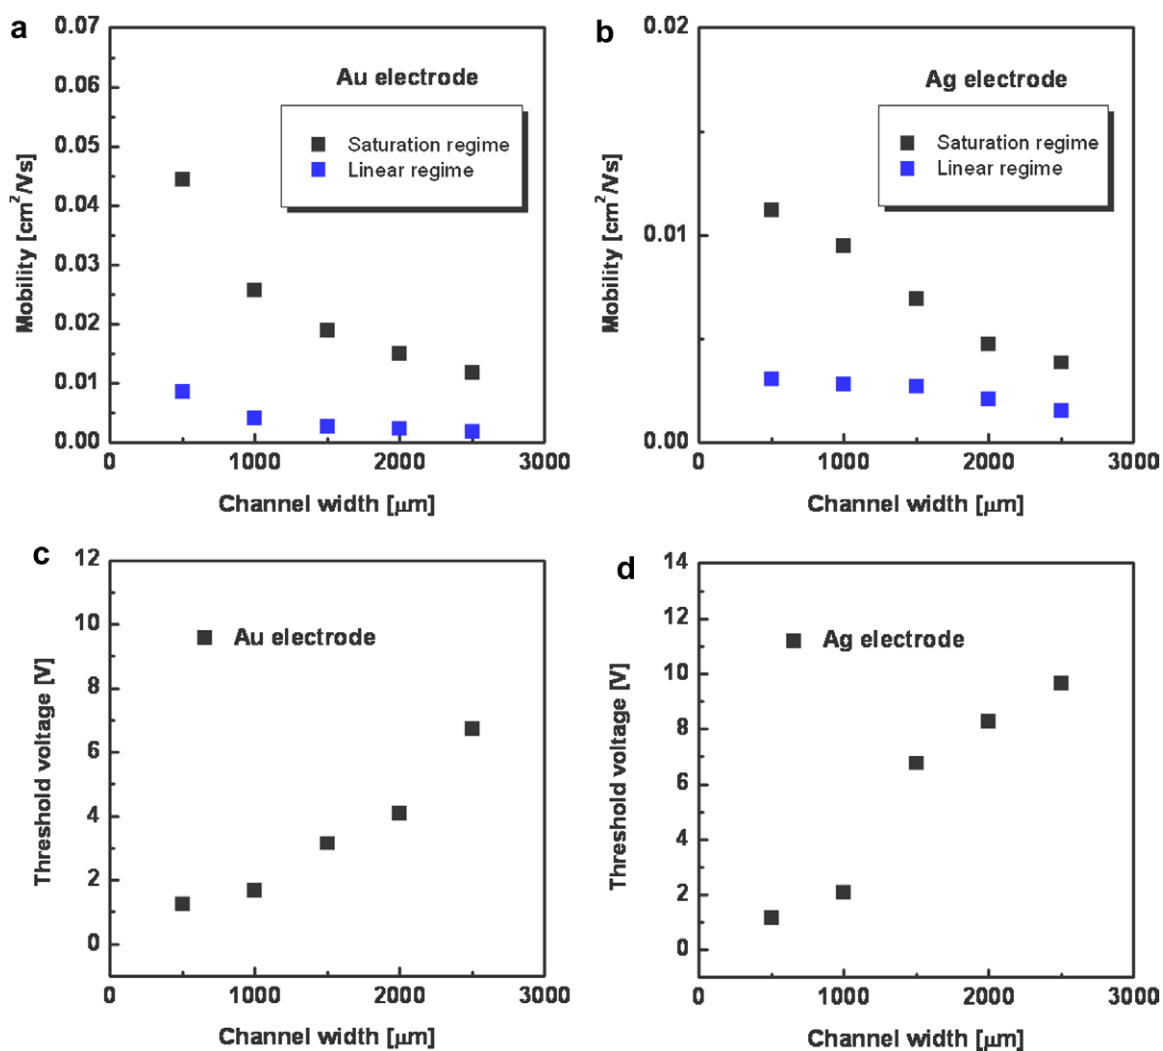 a
0.07
0.06
0.05
0.04
0.03
0.02
0.01
0.00
Mobility [cm²/Vs]
Au electrode
Saturation regime
Linear regime
0
1000
2000
3000
Channel width [μm]
b
0.02
0.01
0.00
Mobility [cm²/Vs]
Ag electrode
Saturation regime
Linear regime
0
1000
2000
3000
Channel width [μm]
c
12
10
8
6
4
2
0
Threshold voltage [V]
Au electrode
0
1000
2000
3000
Channel width [μm]
d
14
12
10
8
6
4
2
0
Threshold voltage [V]
Ag electrode
0
1000
2000
3000
Channel width [μm]